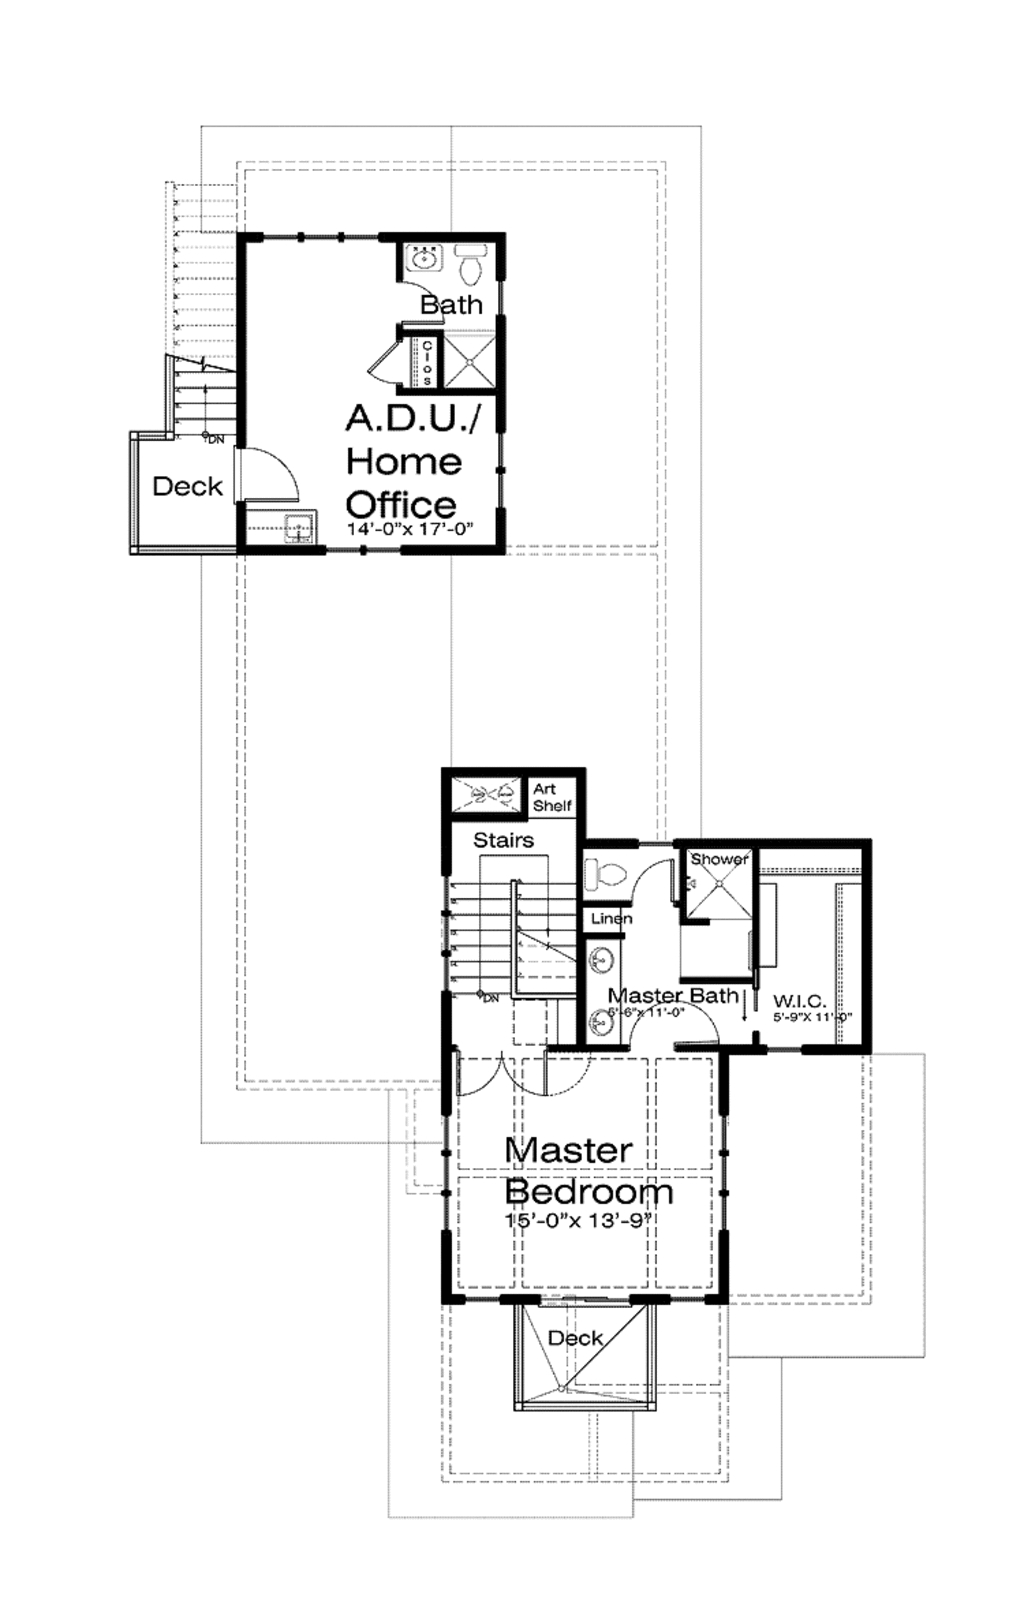 Bath
Clos
A.D.U./
Home
Office
14'-0"x 17'-0"
DN
Deck
Art
Shelf
Stairs
Shower
Linen
Master Bath
5'-6"x 11'-0"
W.I.C.
5'-9"X 11'-0"
DN
Master
Bedroom
15'-0"x 13'-9"
Deck